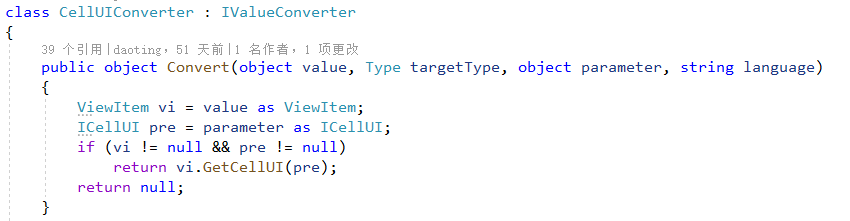 class CellUIConverter : IValueConverter
{
39 个引用|daoting，51 天前|1 名作者，1 项更改
public object Convert(object value, Type targetType, object parameter, string language)
{
ViewItem vi = value as ViewItem;
ICellUI pre = parameter as ICellUI;
if (vi != null && pre != null)
return vi.GetCellUI(pre);
return null;
}